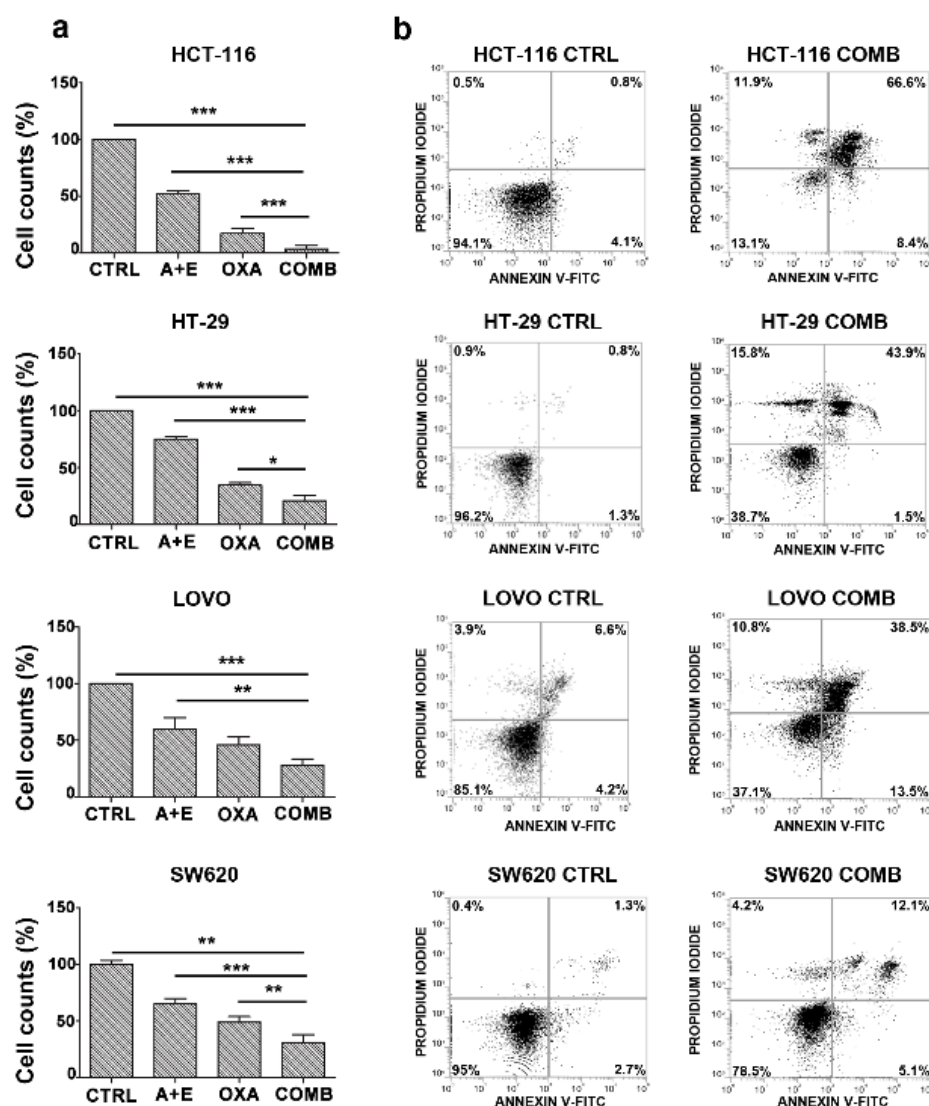 a
HCT-116
Cell counts (%)
150
100
50
0
***
***
***
CTRL A+E OXA COMB
HT-29
Cell counts (%)
150
100
50
0
***
***
*
CTRL A+E OXA COMB
LOVO
Cell counts (%)
150
100
50
0
***
**
CTRL A+E OXA COMB
SW620
Cell counts (%)
150
100
50
0
**
***
**
CTRL A+E OXA COMB
b
HCT-116 CTRL
0.5% 0.8%
PROPIDIUM IODIDE
94.1% 4.1%
ANNEXIN V-FITC
HCT-116 COMB
11.9% 66.6%
PROPIDIUM IODIDE
13.1% 8.4%
ANNEXIN V-FITC
HT-29 CTRL
0.9% 0.8%
PROPIDIUM IODIDE
96.2% 1.3%
ANNEXIN V-FITC
HT-29 COMB
15.8% 43.9%
PROPIDIUM IODIDE
38.7% 1.5%
ANNEXIN V-FITC
LOVO CTRL
3.9% 6.6%
PROPIDIUM IODIDE
85.1% 4.2%
ANNEXIN V-FITC
LOVO COMB
10.8% 38.5%
PROPIDIUM IODIDE
37.1% 13.5%
ANNEXIN V-FITC
SW620 CTRL
0.4% 1.3%
PROPIDIUM IODIDE
95% 2.7%
ANNEXIN V-FITC
SW620 COMB
4.2% 12.1%
PROPIDIUM IODIDE
78.5% 5.1%
ANNEXIN V-FITC